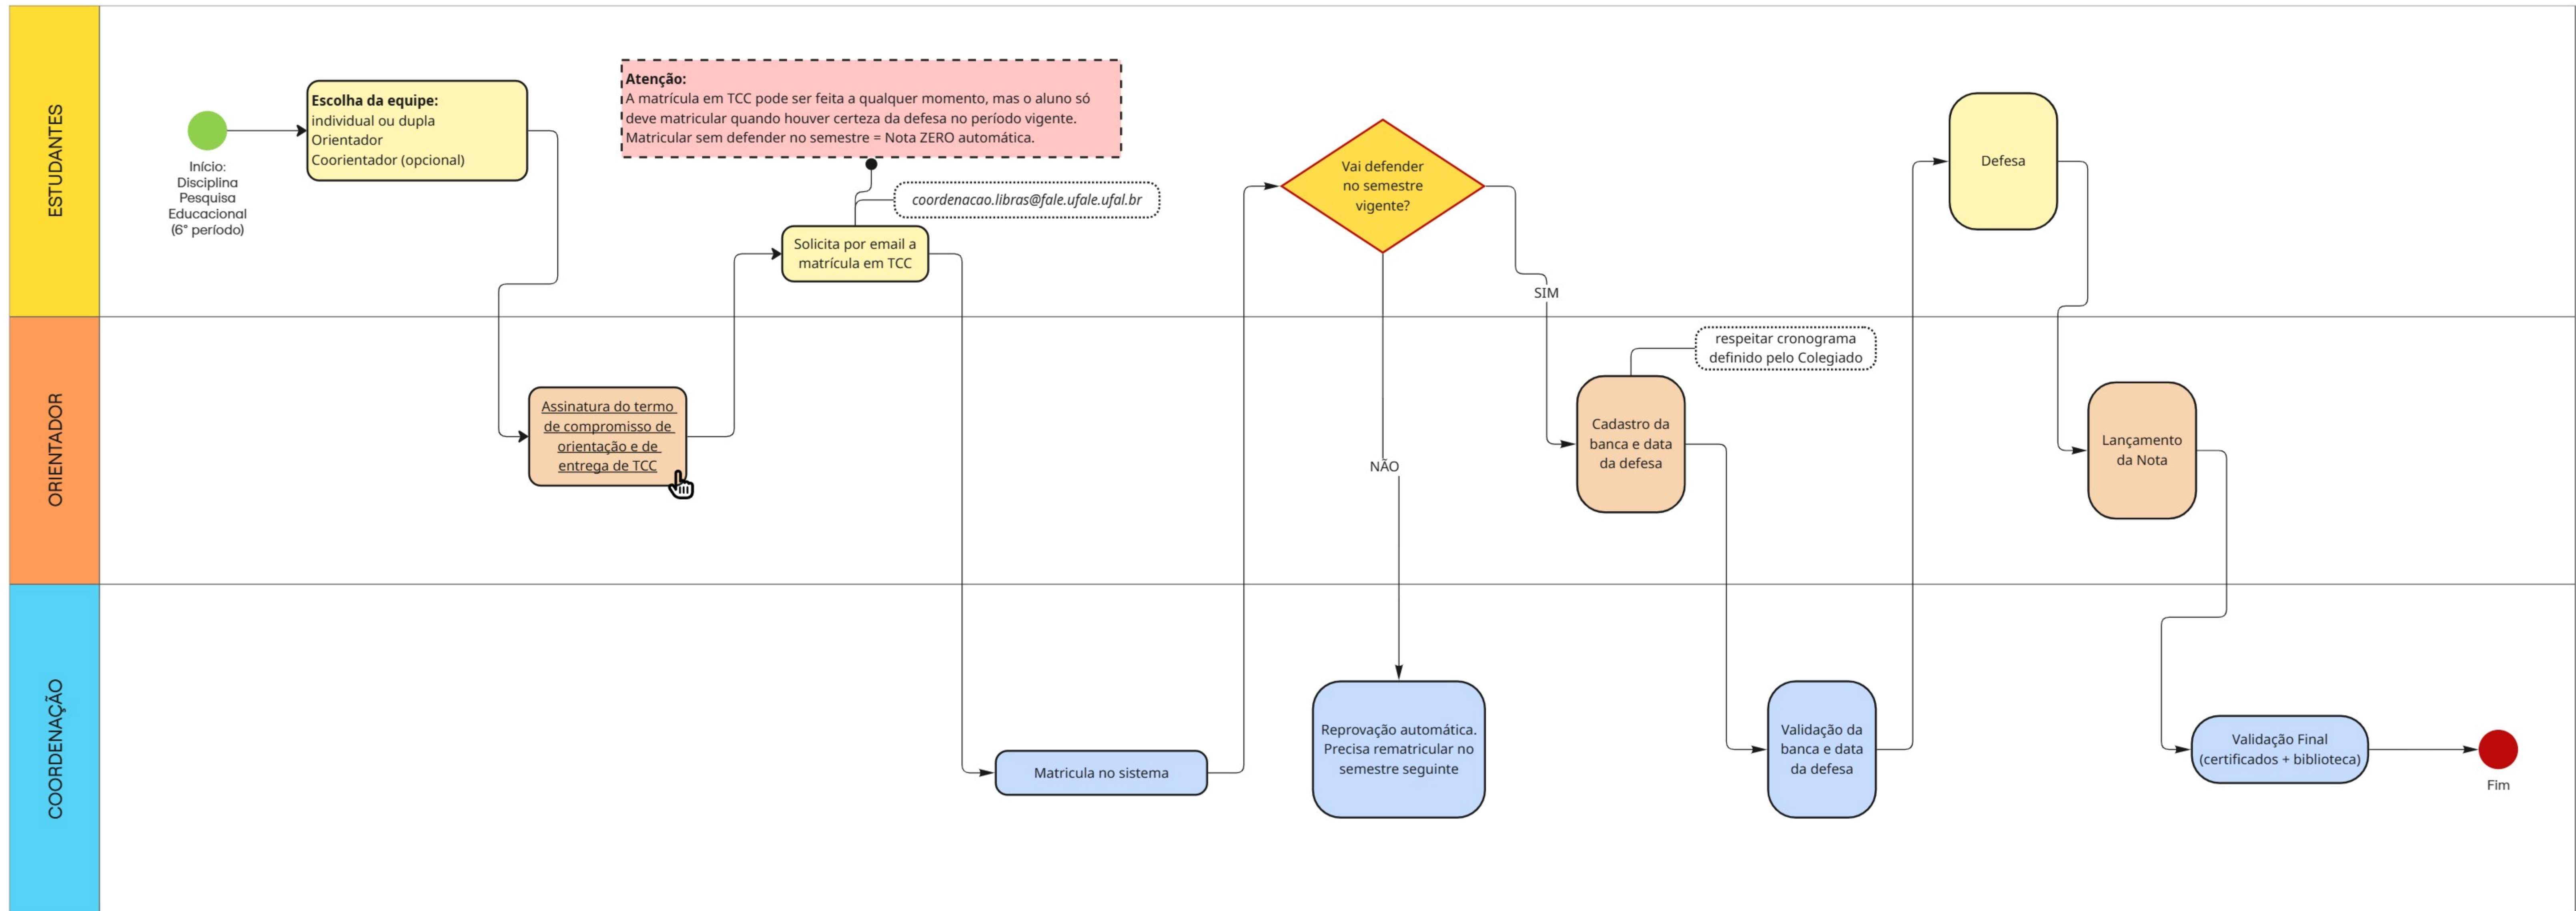 ESTUDANTES
Início:
Disciplina
Pesquisa
Educacional
(6° período)
Escolha da equipe:
individual ou dupla
Orientador
Coorientador (opcional)
Atenção:
A matrícula em TCC pode ser feita a qualquer momento, mas o aluno só
deve matricular quando houver certeza da defesa no período vigente.
Matricular sem defender no semestre = Nota ZERO automática.
coordenacao.libras@fale.ufale.ufal.br
Solicita por email a
matrícula em TCC
Vai defender
no semestre
vigente?
SIM
Defesa
ORIENTADOR
Assinatura do termo
de compromisso de
orientação e de
entrega de TCC
NÃO
respeitar cronograma
definido pelo Colegiado
Cadastro da
banca e data
da defesa
Lançamento
da Nota
COORDENAÇÃO
Matricula no sistema
Reprovação automática.
Precisa rematricular no
semestre seguinte
Validação da
banca e data
da defesa
Validação Final
(certificados + biblioteca)
Fim